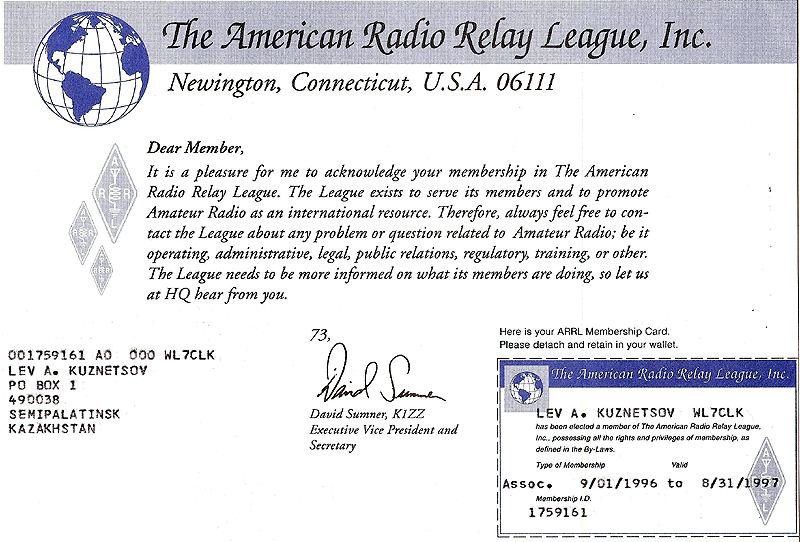 The American Radio Relay League, Inc.
Newington, Connecticut, U.S.A. 06111
Dear Member,
It is a pleasure for me to acknowledge your membership in The American
Radio Relay League. The League exists to serve its members and to promote
Amateur Radio as an international resource. Therefore, always feel free to con-
tact the League about any problem or question related to Amateur Radio; be it
operating, administrative, legal, public relations, regulatory, training, or other.
The League needs to be more informed on what its members are doing, so let us
at HQ hear from you.
A
R R
L
001759161 AO 000 WL7CLK
LEV A. KUZNETSOV
PO BOX 1
490038
SEMIPALATINSK
KAZAKHSTAN
73,
David Sumner
David Sumner, K1ZZ
Executive Vice President and
Secretary
Here is your ARRL Membership Card.
Please detach and retain in your wallet.
The American Radio Relay League, Inc.
LEV A. KUZNETSOV WL7CLK
has been elected a member of The American Radio Relay League,
Inc., possessing all the rights and privileges of membership, as
defined in the By-Laws.
Type of Membership Valid
Assoc. 9/01/1996 to 8/31/1997
Membership I.D.
1759161